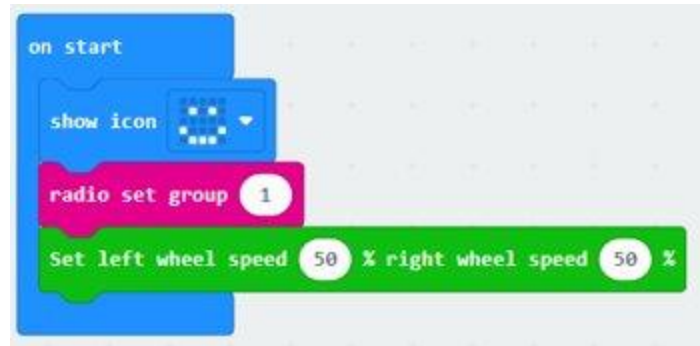 on start
show icon
radio set group 1
Set left wheel speed 50 % right wheel speed 50 %